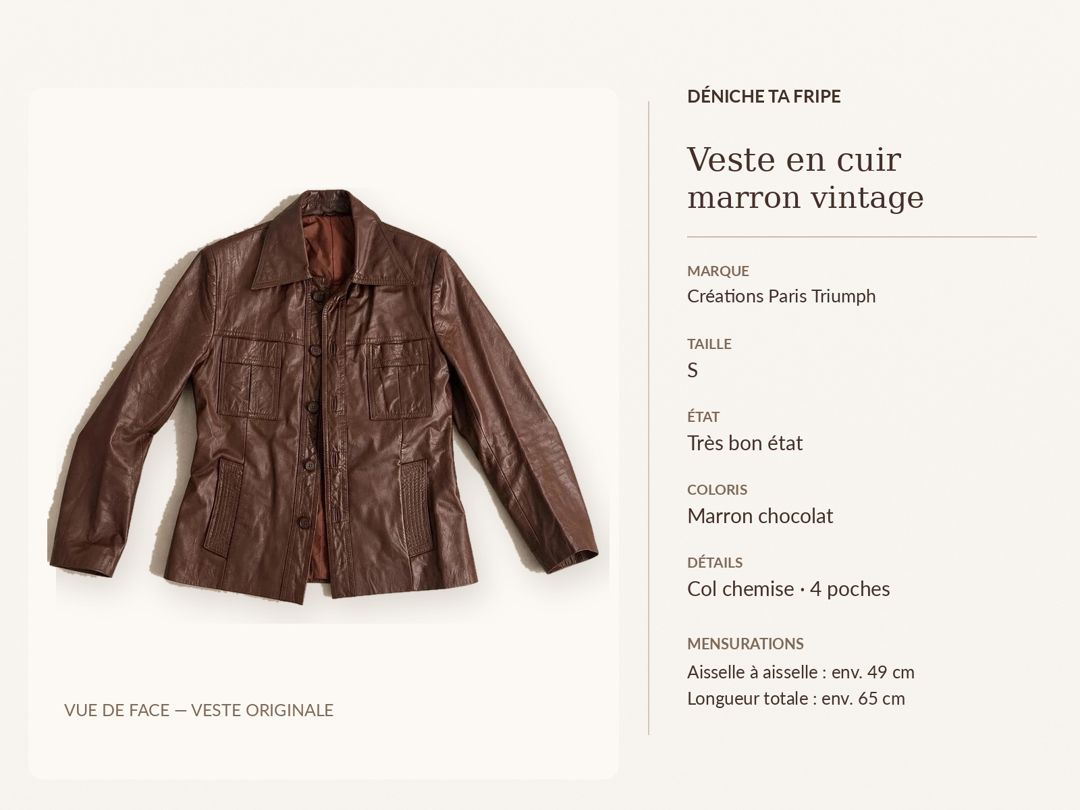 DÉNICHE TA FRIPE
Veste en cuir
marron vintage
MARQUE
Créations Paris Triumph
TAILLE
S
ÉTAT
Très bon état
COLORIS
Marron chocolat
DÉTAILS
Col chemise · 4 poches
MENSURATIONS
Aisselle à aisselle : env. 49 cm
Longueur totale : env. 65 cm
VUE DE FACE — VESTE ORIGINALE